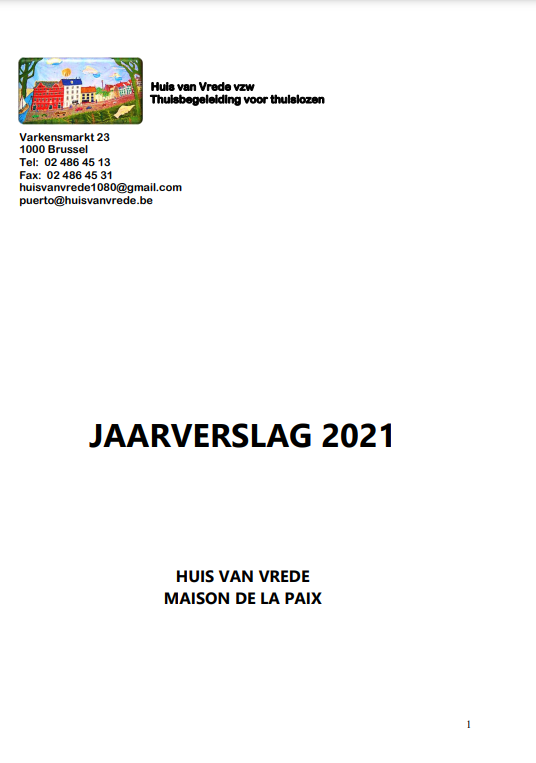 Huis van Vrede vzw
Thuisbegeleiding voor thuislozen
Varkensmarkt 23
1000 Brussel
Tel: 02 486 45 13
Fax: 02 486 45 31
huisvanvrede1080@gmail.com
puerto@huisvanvrede.be
JAARVERSLAG 2021
HUIS VAN VREDE
MAISON DE LA PAIX
1